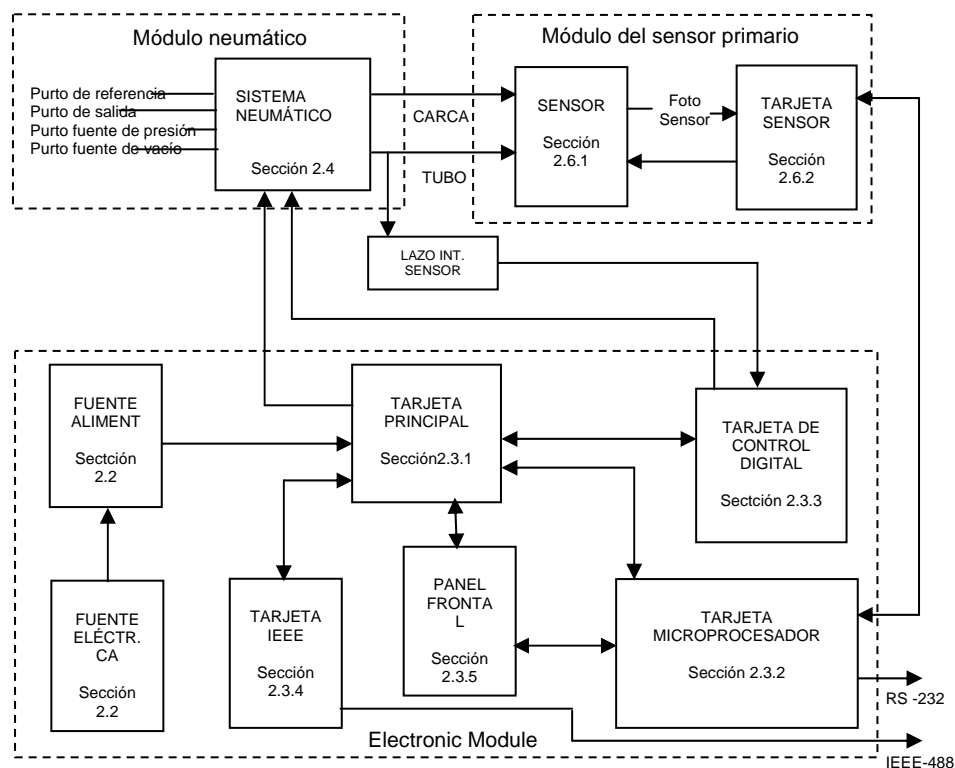 Módulo neumático
Purto de referencia
Purto de salida
Purto fuente de presión
Purto fuente de vacío
SISTEMA
NEUMÁTICO
Sección 2.4
CARCA
TUBO
Módulo del sensor primario
SENSOR
Sección
2.6.1
Foto
Sensor
TARJETA
SENSOR
Sección
2.6.2
LAZO INT.
SENSOR
FUENTE
ALIMENT
Sectción
2.2
TARJETA
PRINCIPAL
Sección2.3.1
TARJETA DE
CONTROL
DIGITAL
Sectción 2.3.3
FUENTE
ELÉCTR.
CA
Sección
2.2
TARJETA
IEEE
Sección
2.3.4
PANEL
FRONTA
L
Sección
2.3.5
TARJETA
MICROPROCESADOR
Sección 2.3.2
RS -232
Electronic Module
IEEE-488